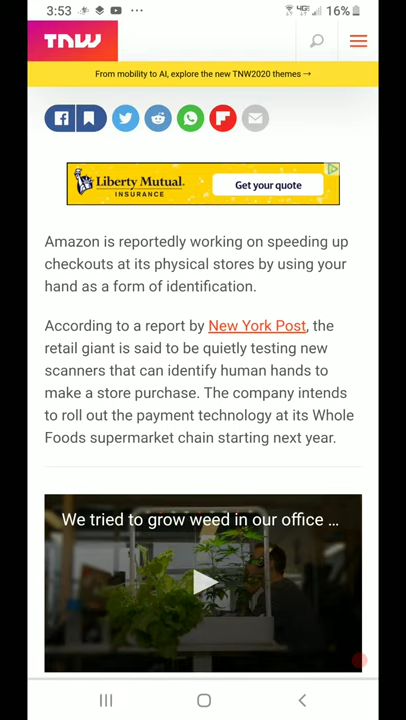 3:53
16%
TNW
From mobility to AI, explore the new TNW2020 themes →
Liberty Mutual.
INSURANCE
Get your quote
Amazon is reportedly working on speeding up
checkouts at its physical stores by using your
hand as a form of identification.
According to a report by New York Post, the
retail giant is said to be quietly testing new
scanners that can identify human hands to
make a store purchase. The company intends
to roll out the payment technology at its Whole
Foods supermarket chain starting next year.
We tried to grow weed in our office ...